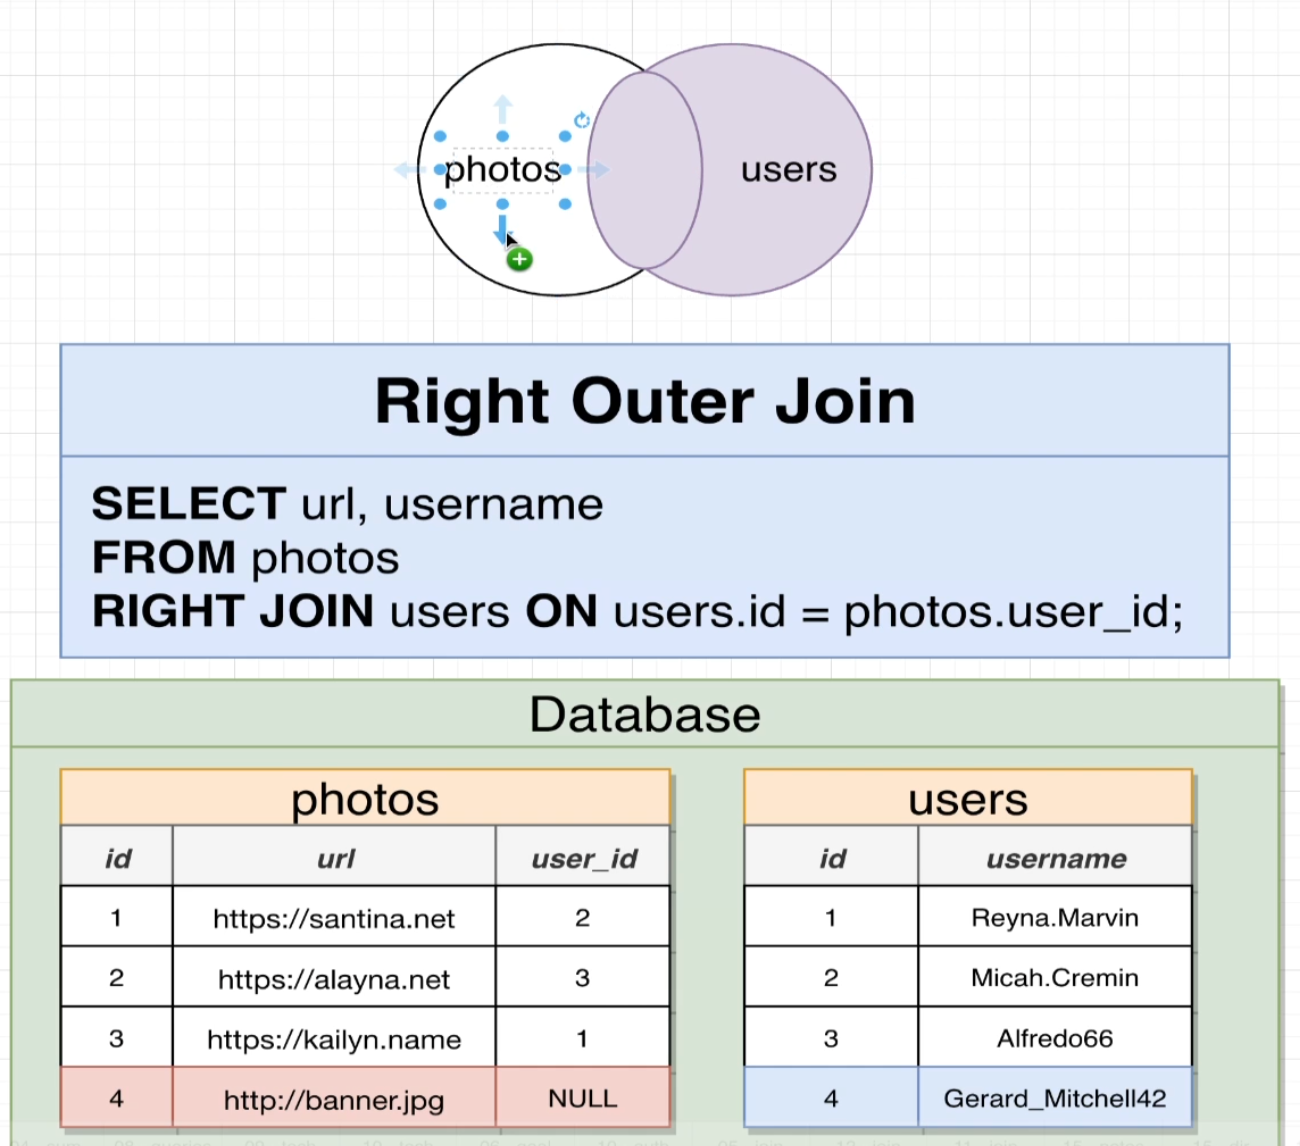 photos users
Right Outer Join
SELECT url, username
FROM photos
RIGHT JOIN users ON users.id = photos.user_id;
Database
photos users
id url user_id id username
1 https://santina.net 2 1 Reyna.Marvin
2 https://alayna.net 3 2 Micah.Cremin
3 https://kailyn.name 1 3 Alfredo66
4 http://banner.jpg NULL 4 Gerard_Mitchell42